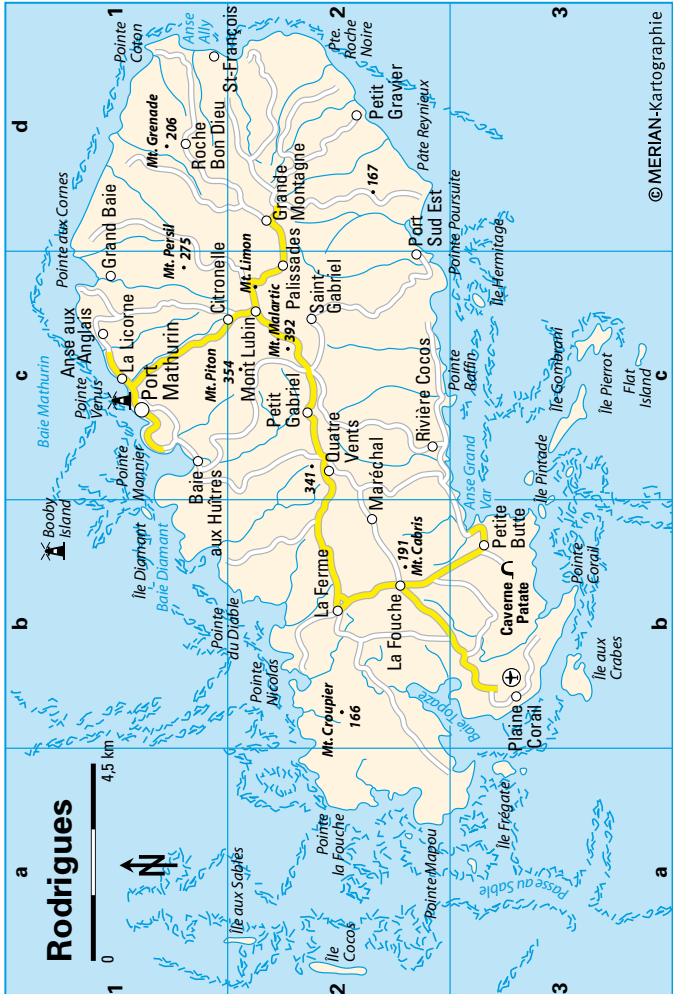 Rodrigues
0
4,5 km
N
a
b
c
d
a
b
c
d
1
2
3
1
2
3
Booby
Island
Baie Mathurin
Pointe aux Cornes
Pointe
Coton
Anse
Ally
St-François
Pte.
Roche
Noire
Anse aux
Anglais
Grand Baie
Mt. Grenade
206
Roche
Bon Dieu
Petit
Gravier
Pointe
Venus
La Licorne
Port
Mathurin
Mt. Persil
275
Citronelle
Mt. Limon
Grande
Montagne
167
Pâte Reynieux
Pointe
Monnier
Mt. Piton
354
Mont Lubin
Mt. Malartic
392
Palissades
Saint-
Gabriel
Port
Sud Est
Pointe Poursuite
Île Hermitage
Île Diamant
Baie Diamant
Baie
aux Huîtres
Petit
Gabriel
341
Quatre
Vents
Maréchal
Rivière Cocos
Pointe
Raffin
Île Gombrani
Île Pierrot
Flat
Island
Pointe
du Diable
Pointe
Nicolas
La Ferme
La Fouche
191
Mt. Cabris
Anse Grand
Var
Île Pintade
Petite
Butte
Caverne
Patate
Pointe
Corail
Île aux
Crabes
Mt. Croupier
166
Baie Topaze
Plaine
Corail
Île aux Sables
Île
Cocos
Pointe
la Fouche
Pointe Mapou
Île Frégate
Passe au Sable
© MERIAN-Kartographie